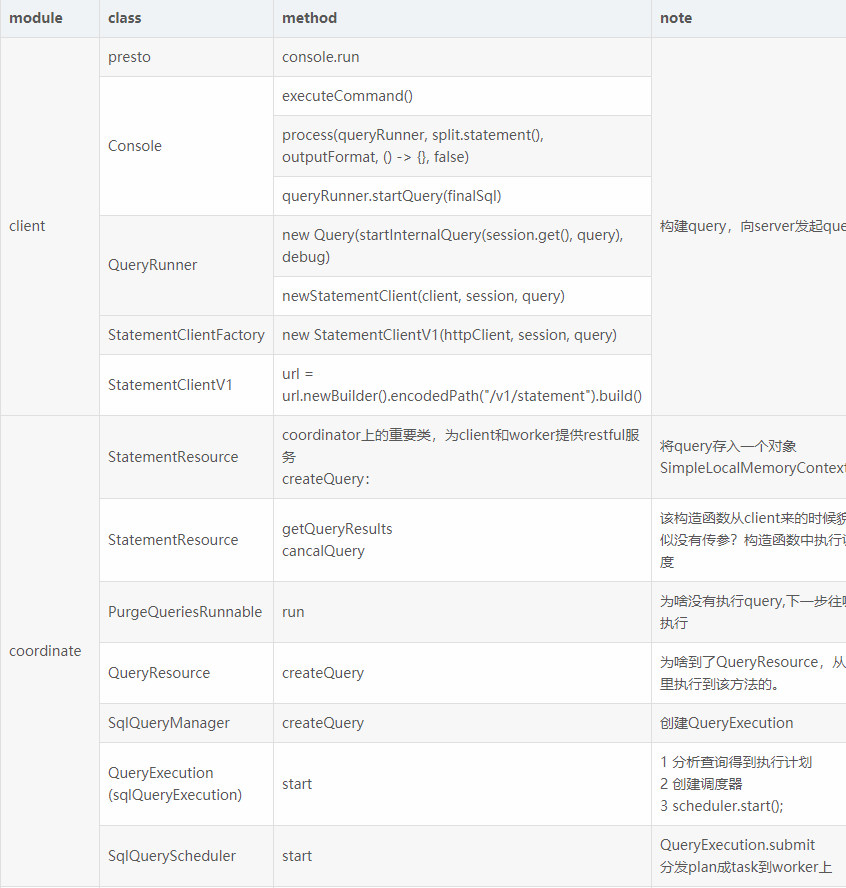 module class method note
presto console.run
executeCommand()
Console process(queryRunner, split.statement(),
outputFormat, () -> {}, false)
queryRunner.startQuery(finalSql)
client 构建query，向server发起que
QueryRunner new Query(startInternalQuery(session.get(), query),
debug)
newStatementClient(client, session, query)
StatementClientFactory new StatementClientV1(httpClient, session, query)
StatementClientV1 url =
url.newBuilder().encodedPath("/v1/statement").build()
coordinate
StatementResource coordinator上的重要类，为client和worker提供restful服
务
createQuery：
将query存入一个对象
SimpleLocalMemoryContext
StatementResource getQueryResults
cancalQuery
该构造函数从client来的时候貌
似没有传参？构造函数中执行
度
PurgeQueriesRunnable run
为啥没有执行query,下一步往
执行
QueryResource createQuery
为啥到了QueryResource，从
里执行到该方法的。
SqlQueryManager createQuery 创建QueryExecution
QueryExecution
(sqlQueryExecution)
start
1 分析查询得到执行计划
2 创建调度器
3 scheduler.start();
SqlQueryScheduler start
QueryExecution.submit
分发plan成task到worker上